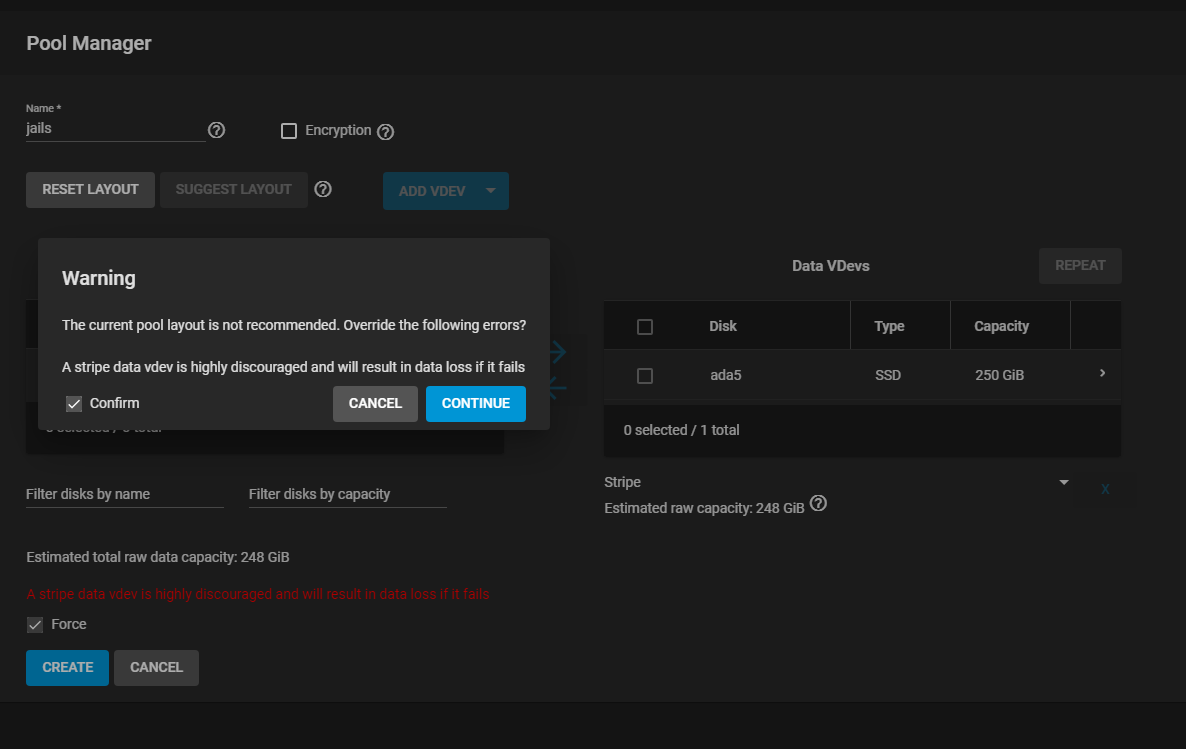 Pool Manager
Name *
jails
Encryption
RESET LAYOUT
SUGGEST LAYOUT
ADD VDEV
Warning
The current pool layout is not recommended. Override the following errors?
A stripe data vdev is highly discouraged and will result in data loss if it fails
Confirm
CANCEL
CONTINUE
Data VDevs
REPEAT
Disk
Type
Capacity
ada5
SSD
250 GiB
0 selected / 1 total
Filter disks by name
Filter disks by capacity
Stripe
X
Estimated raw capacity: 248 GiB
Estimated total raw data capacity: 248 GiB
A stripe data vdev is highly discouraged and will result in data loss if it fails
Force
CREATE
CANCEL